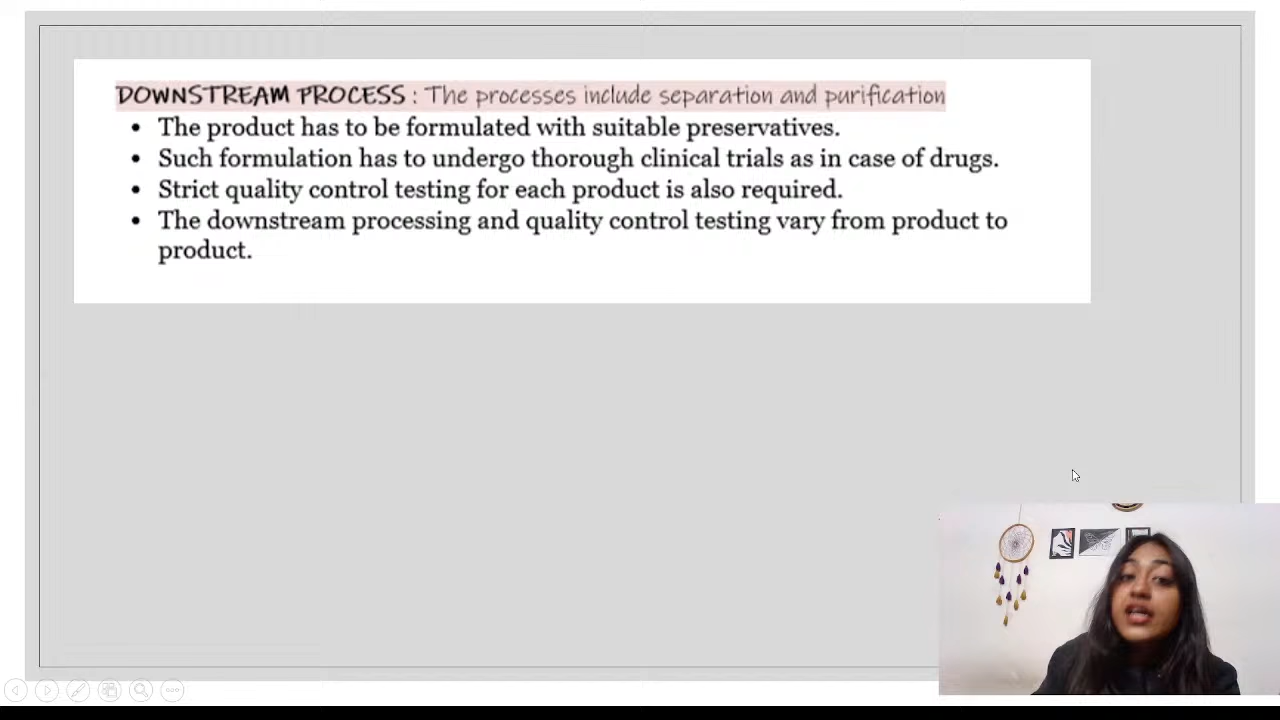 DOWNSTREAM PROCESS : The processes include separation and purification
• The product has to be formulated with suitable preservatives.
• Such formulation has to undergo thorough clinical trials as in case of drugs.
• Strict quality control testing for each product is also required.
• The downstream processing and quality control testing vary from product to
product.